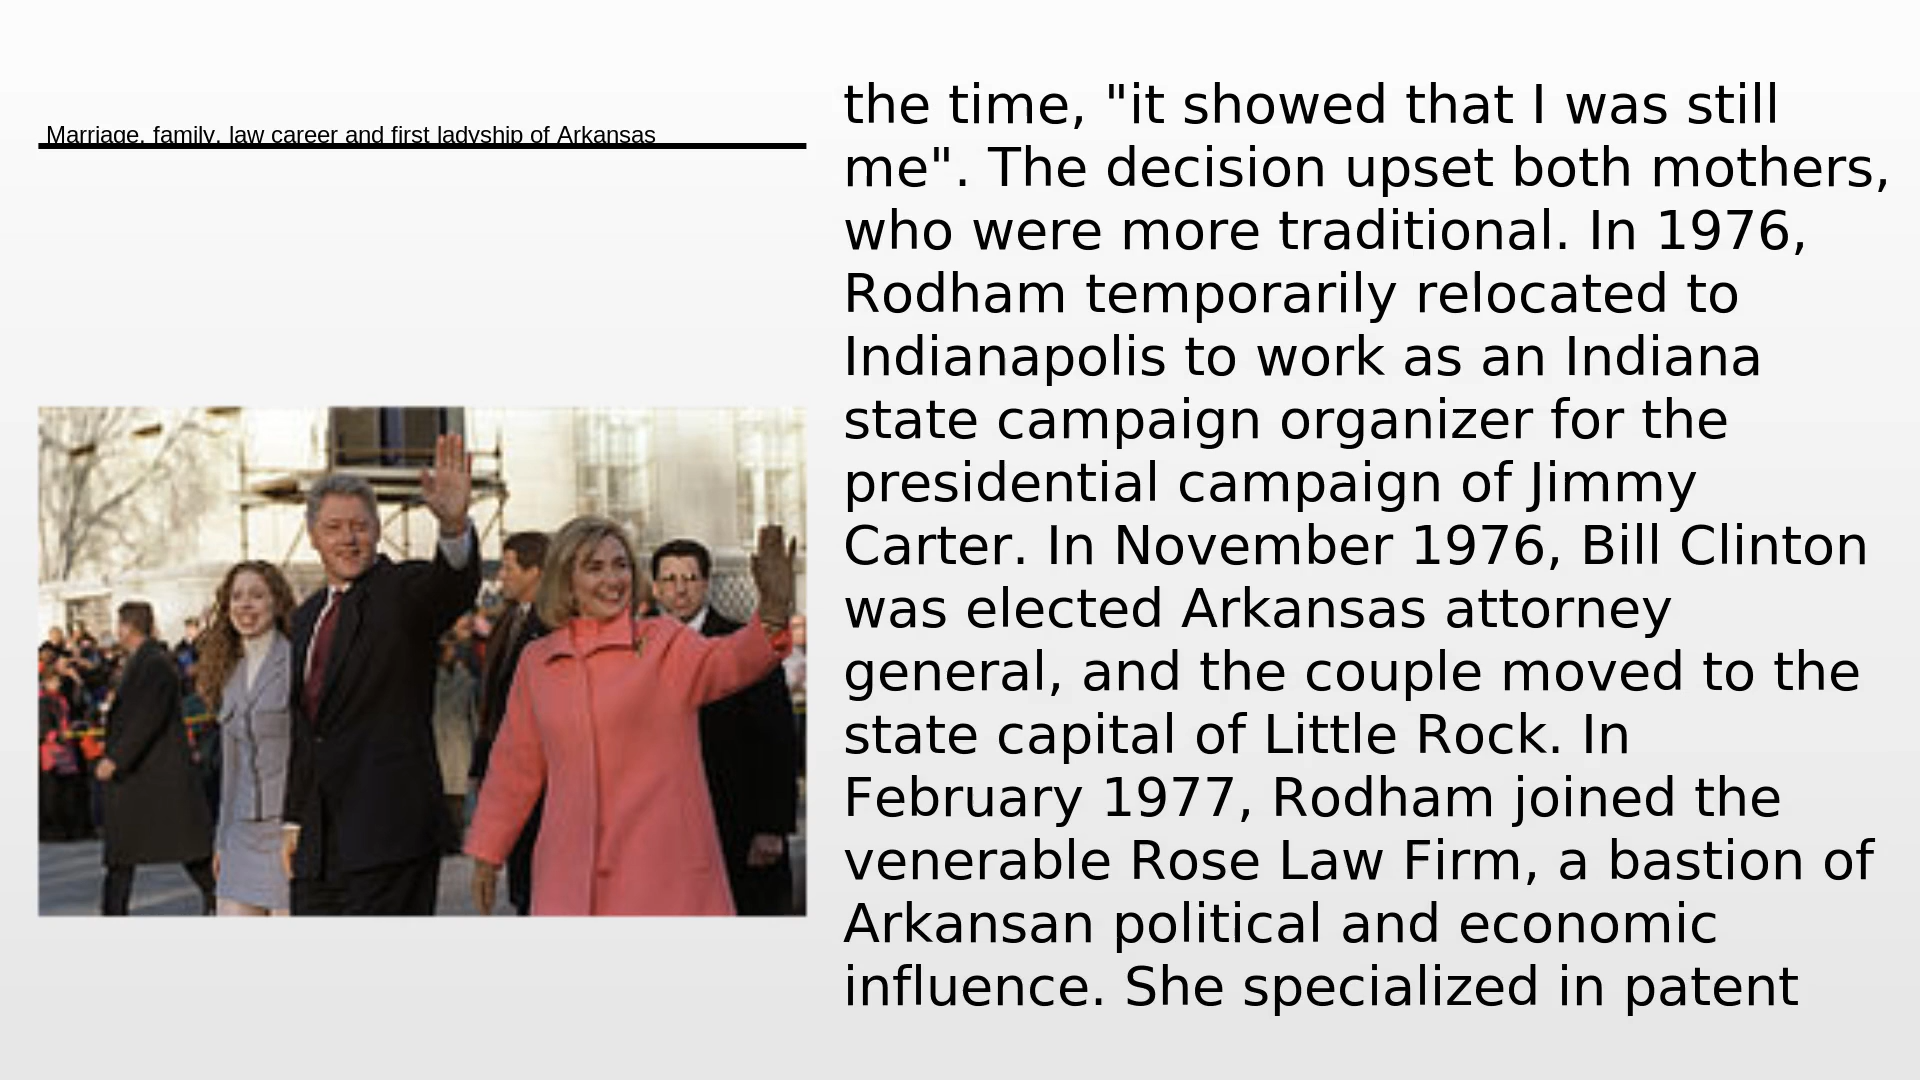 Marriage, family, law career and first ladyship of Arkansas
the time, "it showed that I was still
me". The decision upset both mothers,
who were more traditional. In 1976,
Rodham temporarily relocated to
Indianapolis to work as an Indiana
state campaign organizer for the
presidential campaign of Jimmy
Carter. In November 1976, Bill Clinton
was elected Arkansas attorney
general, and the couple moved to the
state capital of Little Rock. In
February 1977, Rodham joined the
venerable Rose Law Firm, a bastion of
Arkansan political and economic
influence. She specialized in patent